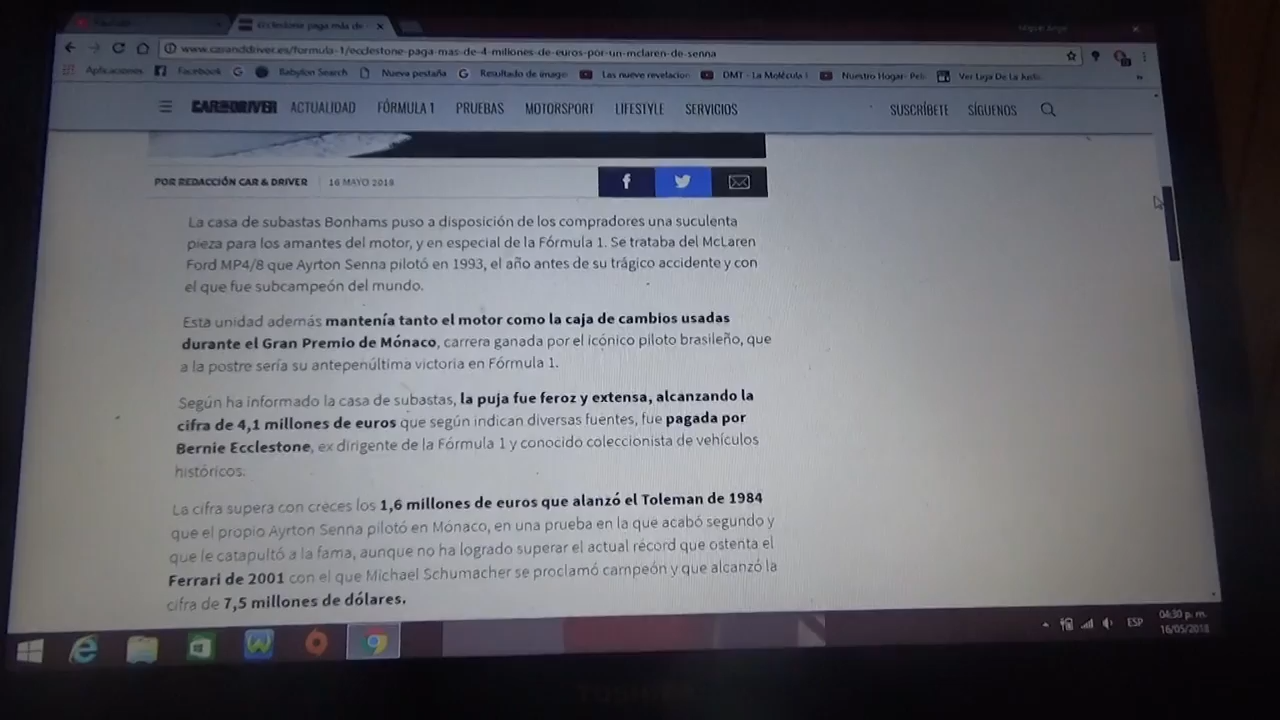 Ecclestone paga más de
www.caranddriver.es/formula-1/ecclestone-paga-mas-de-4-millones-de-euros-por-un-mclaren-de-senna
Aplicaciones Facebook Babylon Search Nueva pestaña Resultado de image Las nueve revelacion DMT - La Molécula Nuestro Hogar- Ver Liga De La Justi
CAR AND DRIVER ACTUALIDAD FÓRMULA 1 PRUEBAS MOTORSPORT LIFESTYLE SERVICIOS SUSCRÍBETE SÍGUENOS
POR REDACCIÓN CAR & DRIVER 16 MAYO 2018
La casa de subastas Bonhams puso a disposición de los compradores una suculenta
pieza para los amantes del motor, y en especial de la Fórmula 1. Se trataba del McLaren
Ford MP4/8 que Ayrton Senna pilotó en 1993, el año antes de su trágico accidente y con
el que fue subcampeón del mundo.
Esta unidad además mantenía tanto el motor como la caja de cambios usadas
durante el Gran Premio de Mónaco, carrera ganada por el icónico piloto brasileño, que
a la postre sería su antepenúltima victoria en Fórmula 1.
Según ha informado la casa de subastas, la puja fue feroz y extensa, alcanzando la
cifra de 4,1 millones de euros que según indican diversas fuentes, fue pagada por
Bernie Ecclestone, ex dirigente de la Fórmula 1 y conocido coleccionista de vehículos
históricos.
La cifra supera con creces los 1,6 millones de euros que alanzó el Toleman de 1984
que el propio Ayrton Senna pilotó en Mónaco, en una prueba en la que acabó segundo y
que le catapultó a la fama, aunque no ha logrado superar el actual récord que ostenta el
Ferrari de 2001 con el que Michael Schumacher se proclamó campeón y que alcanzó la
cifra de 7,5 millones de dólares.
ESP 04:30 p. m.
16/05/2018